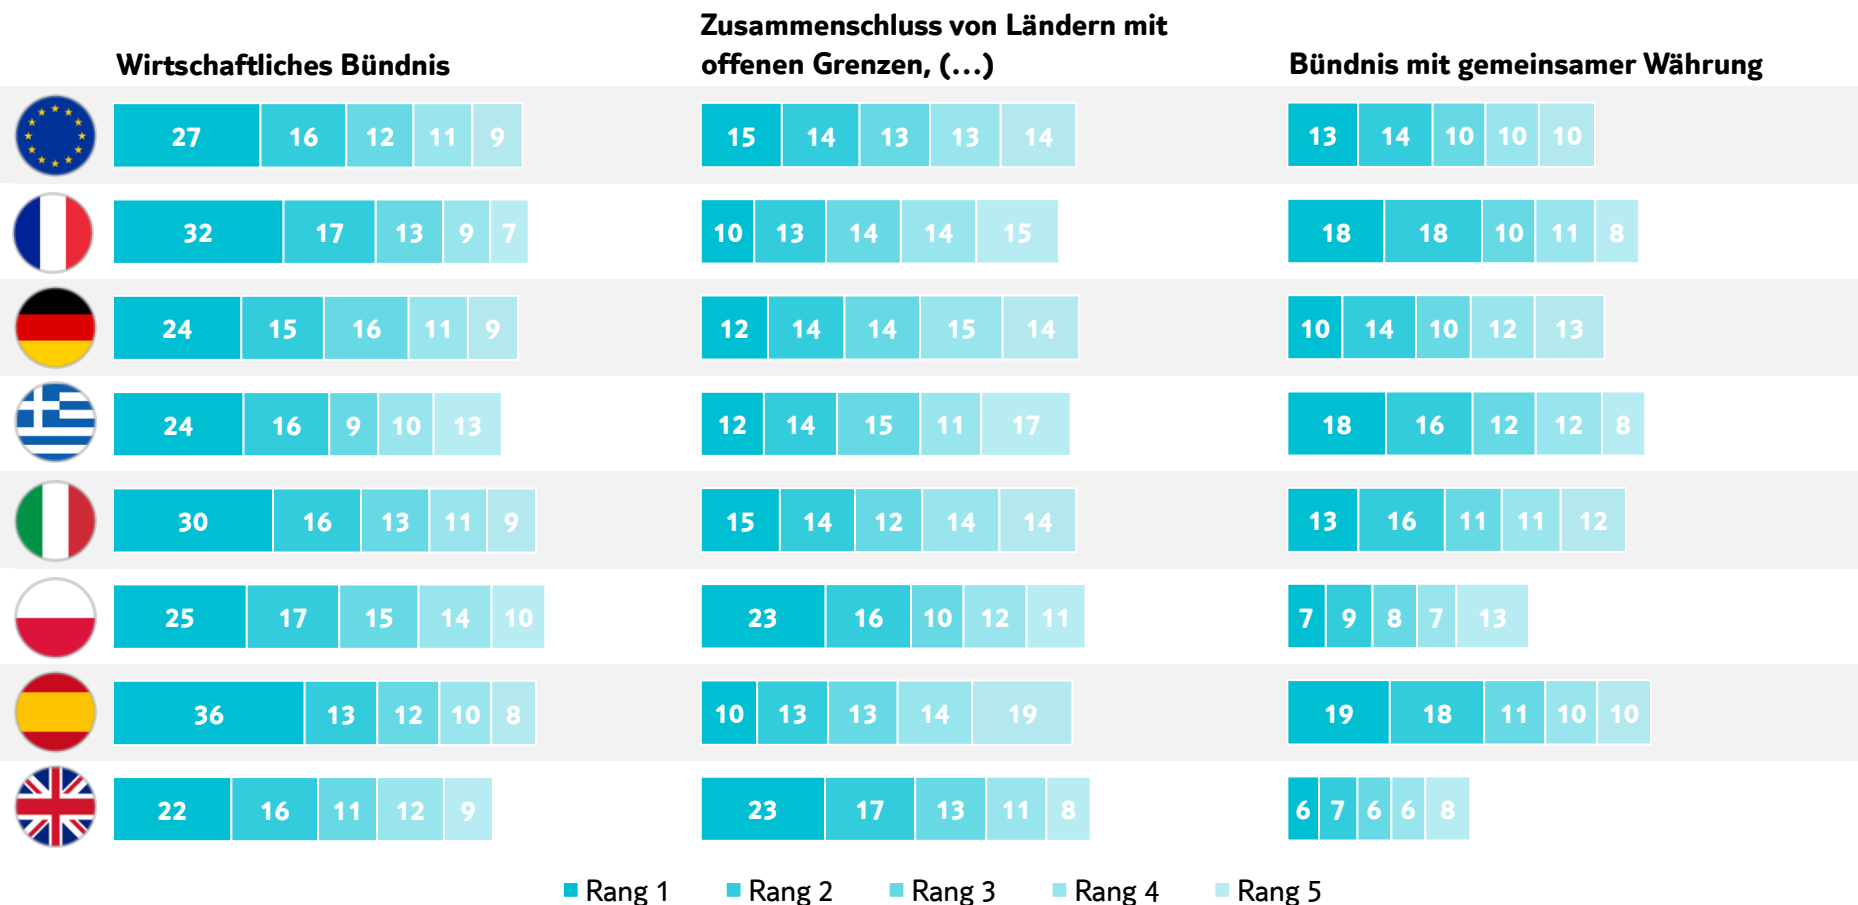 Wirtschaftliches Bündnis
Zusammenschluss von Ländern mit
offenen Grenzen, (...)
Bündnis mit gemeinsamer Währung
27 16 12 11 9 15 14 13 13 14 13 14 10 10 10
32 17 13 9 7 10 13 14 14 15 18 18 10 11 8
24 15 16 11 9 12 14 14 15 14 10 14 10 12 13
24 16 9 10 13 12 14 15 11 17 18 16 12 12 8
30 16 13 11 9 15 14 12 14 14 13 16 11 11 12
25 17 15 14 10 23 16 10 12 11 7 9 8 7 13
36 13 12 10 8 10 13 13 14 19 19 18 11 10 10
22 16 11 12 9 23 17 13 11 8 6 7 6 6 8
Rang 1 Rang 2 Rang 3 Rang 4 Rang 5